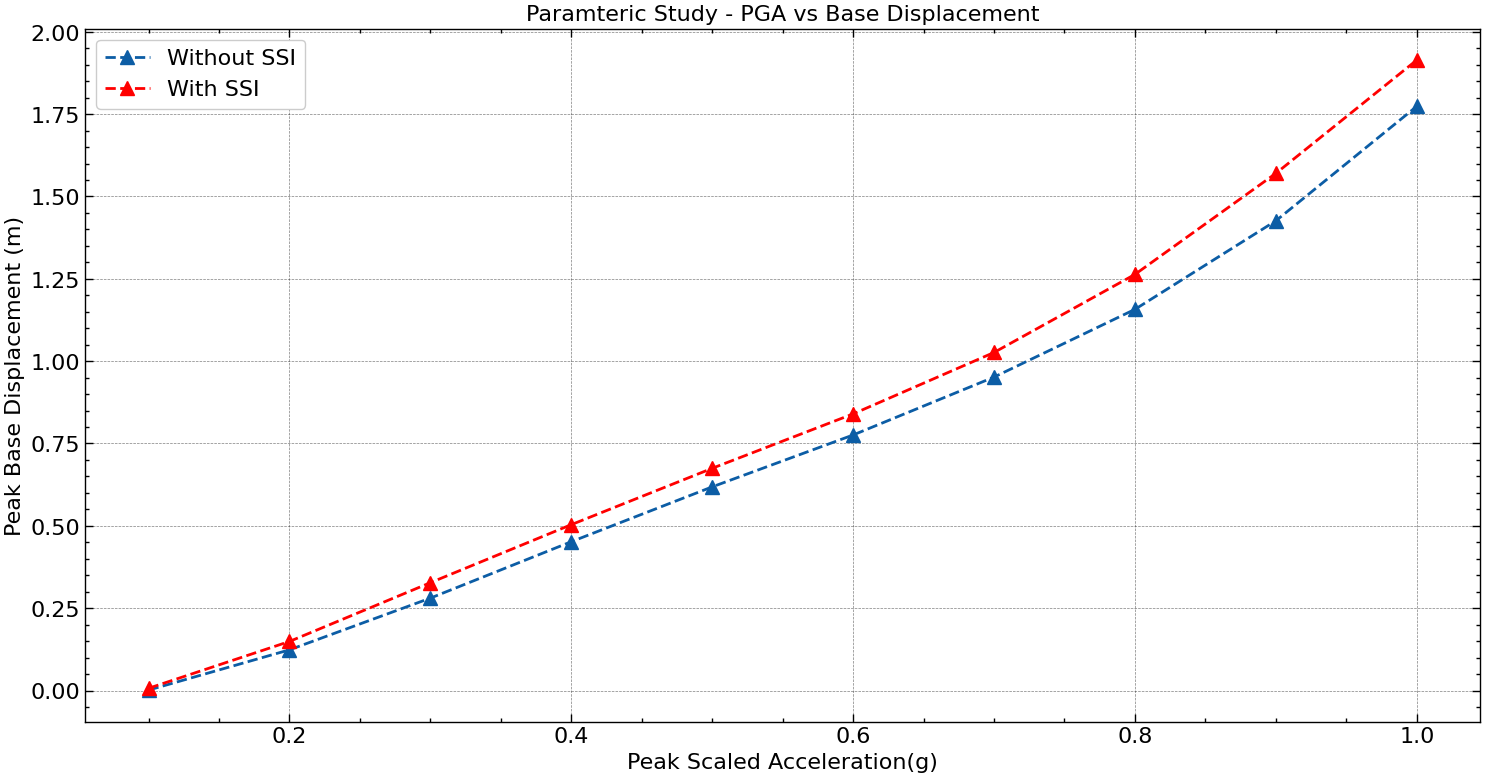 Paramteric Study - PGA vs Base Displacement
Without SSI
With SSI
2.00
1.75
1.50
1.25
1.00
0.75
0.50
0.25
0.00
Peak Base Displacement (m)
0.2 0.4 0.6 0.8 1.0
Peak Scaled Acceleration(g)